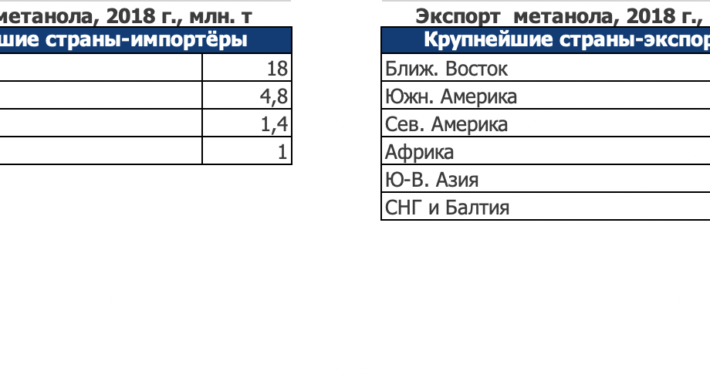 метанола, 2018 г., млн. т
шие страны-импортёры
18
4,8
1,4
1
Экспорт метанола, 2018 г.,
Крупнейшие страны-экспор
Ближ. Восток
Южн. Америка
Сев. Америка
Африка
Ю-В. Азия
СНГ и Балтия